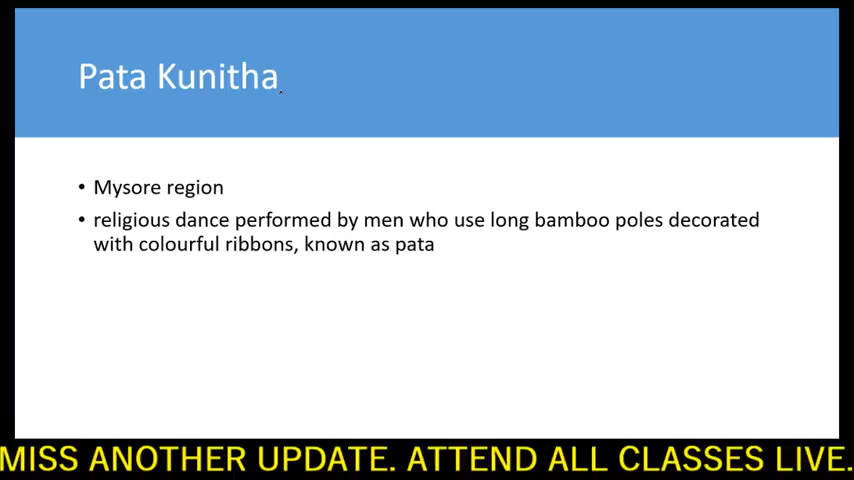 Pata Kunitha
• Mysore region
• religious dance performed by men who use long bamboo poles decorated
with colourful ribbons, known as pata
MISS ANOTHER UPDATE. ATTEND ALL CLASSES LIVE.